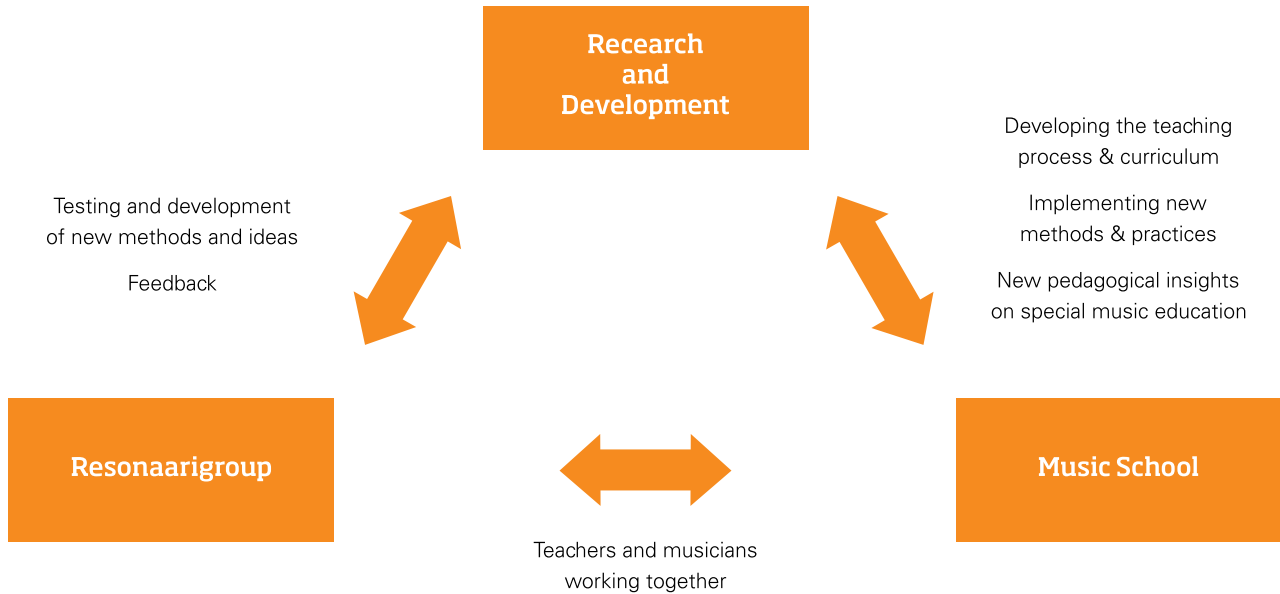 Recearch
and
Development
Developing the teaching
process & curriculum
Implementing new
methods & practices
New pedagogical insights
on special music education
Testing and development
of new methods and ideas
Feedback
Resonaarigroup
Music School
Teachers and musicians
working together